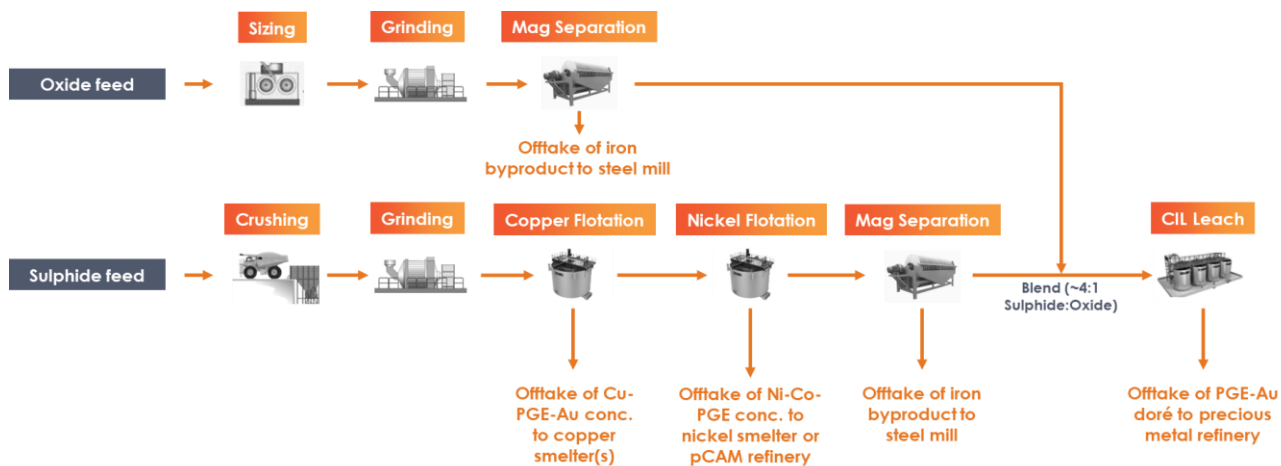 Sizing
Grinding
Mag Separation
Oxide feed
Offtake of iron
byproduct to steel mill
Crushing
Grinding
Copper Flotation
Nickel Flotation
Mag Separation
CIL Leach
Sulphide feed
Blend (~4:1
Sulphide:Oxide)
Offtake of Cu-
PGE-Au conc.
to copper
smelter(s)
Offtake of Ni-Co-
PGE conc. to
nickel smelter or
pCAM refinery
Offtake of iron
byproduct to
steel mill
Offtake of PGE-Au
doré to precious
metal refinery